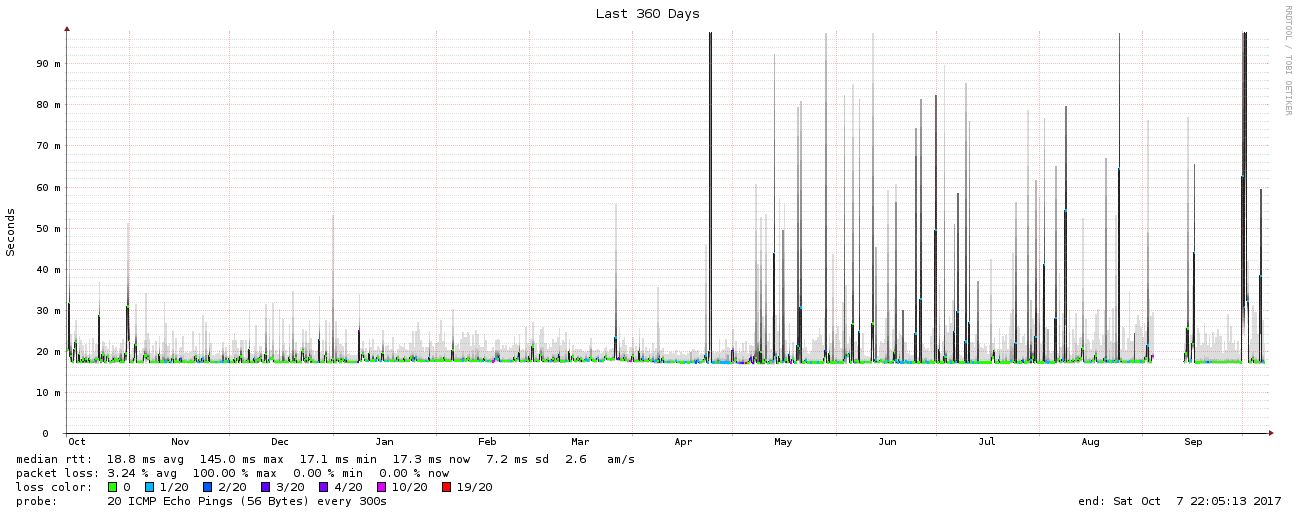 Last 360 Days
RRDTOOL / TOBI OETIKER
Seconds
90 m
80 m
70 m
60 m
50 m
40 m
30 m
20 m
10 m
0
Oct Nov Dec Jan Feb Mar Apr May Jun Jul Aug Sep
median rtt: 18.8 ms avg 145.0 ms max 17.1 ms min 17.3 ms now 7.2 ms sd 2.6 am/s
packet loss: 3.24 % avg 100.00 % max 0.00 % min 0.00 % now
loss color: 0 1/20 2/20 3/20 4/20 10/20 19/20
probe: 20 ICMP Echo Pings (56 Bytes) every 300s end: Sat Oct 7 22:05:13 2017